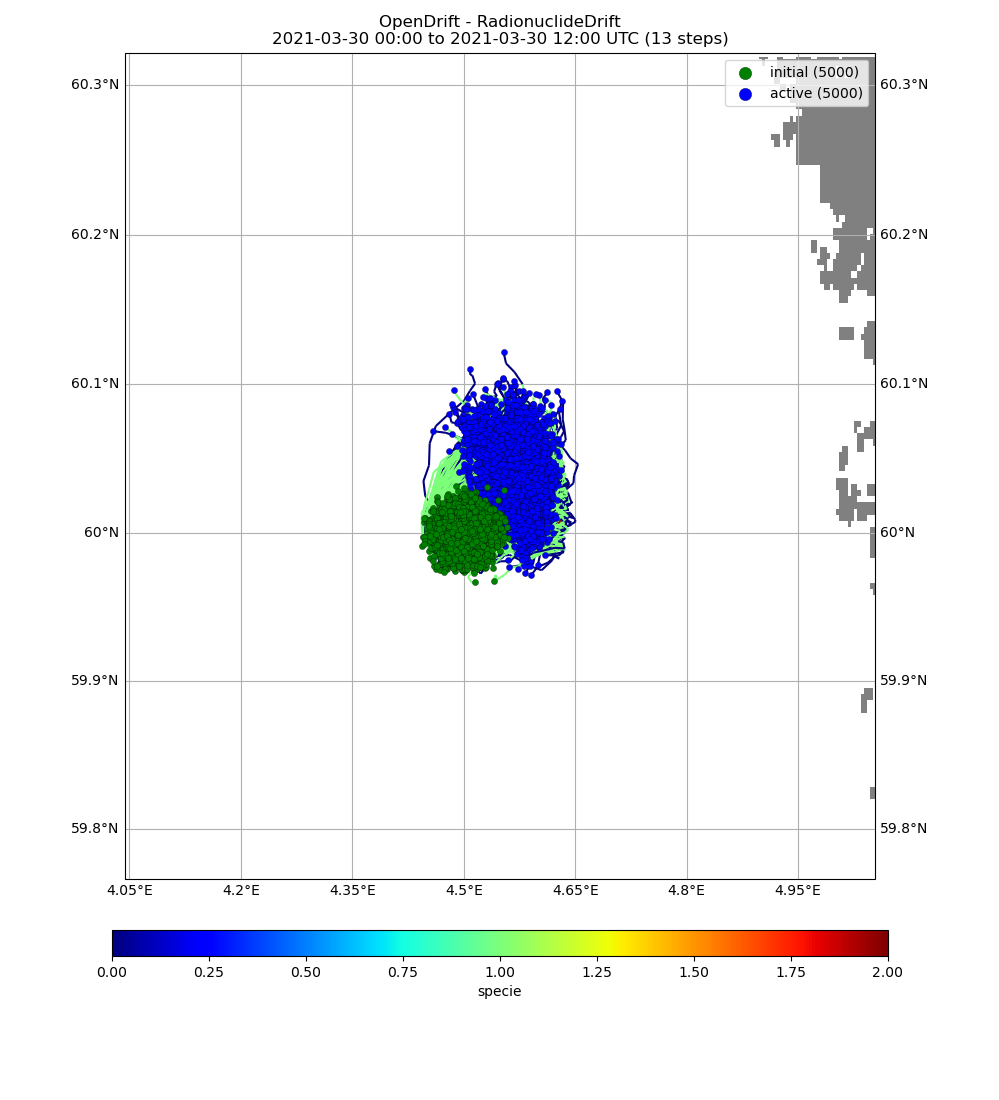 OpenDrift - RadionuclideDrift
2021-03-30 00:00 to 2021-03-30 12:00 UTC (13 steps)
initial (5000)
active (5000)
60.3°N 60.3°N
60.2°N 60.2°N
60.1°N 60.1°N
60°N 60°N
59.9°N 59.9°N
59.8°N 59.8°N
4.05°E 4.2°E 4.35°E 4.5°E 4.65°E 4.8°E 4.95°E
0.00 0.25 0.50 0.75 1.00 1.25 1.50 1.75 2.00
specie